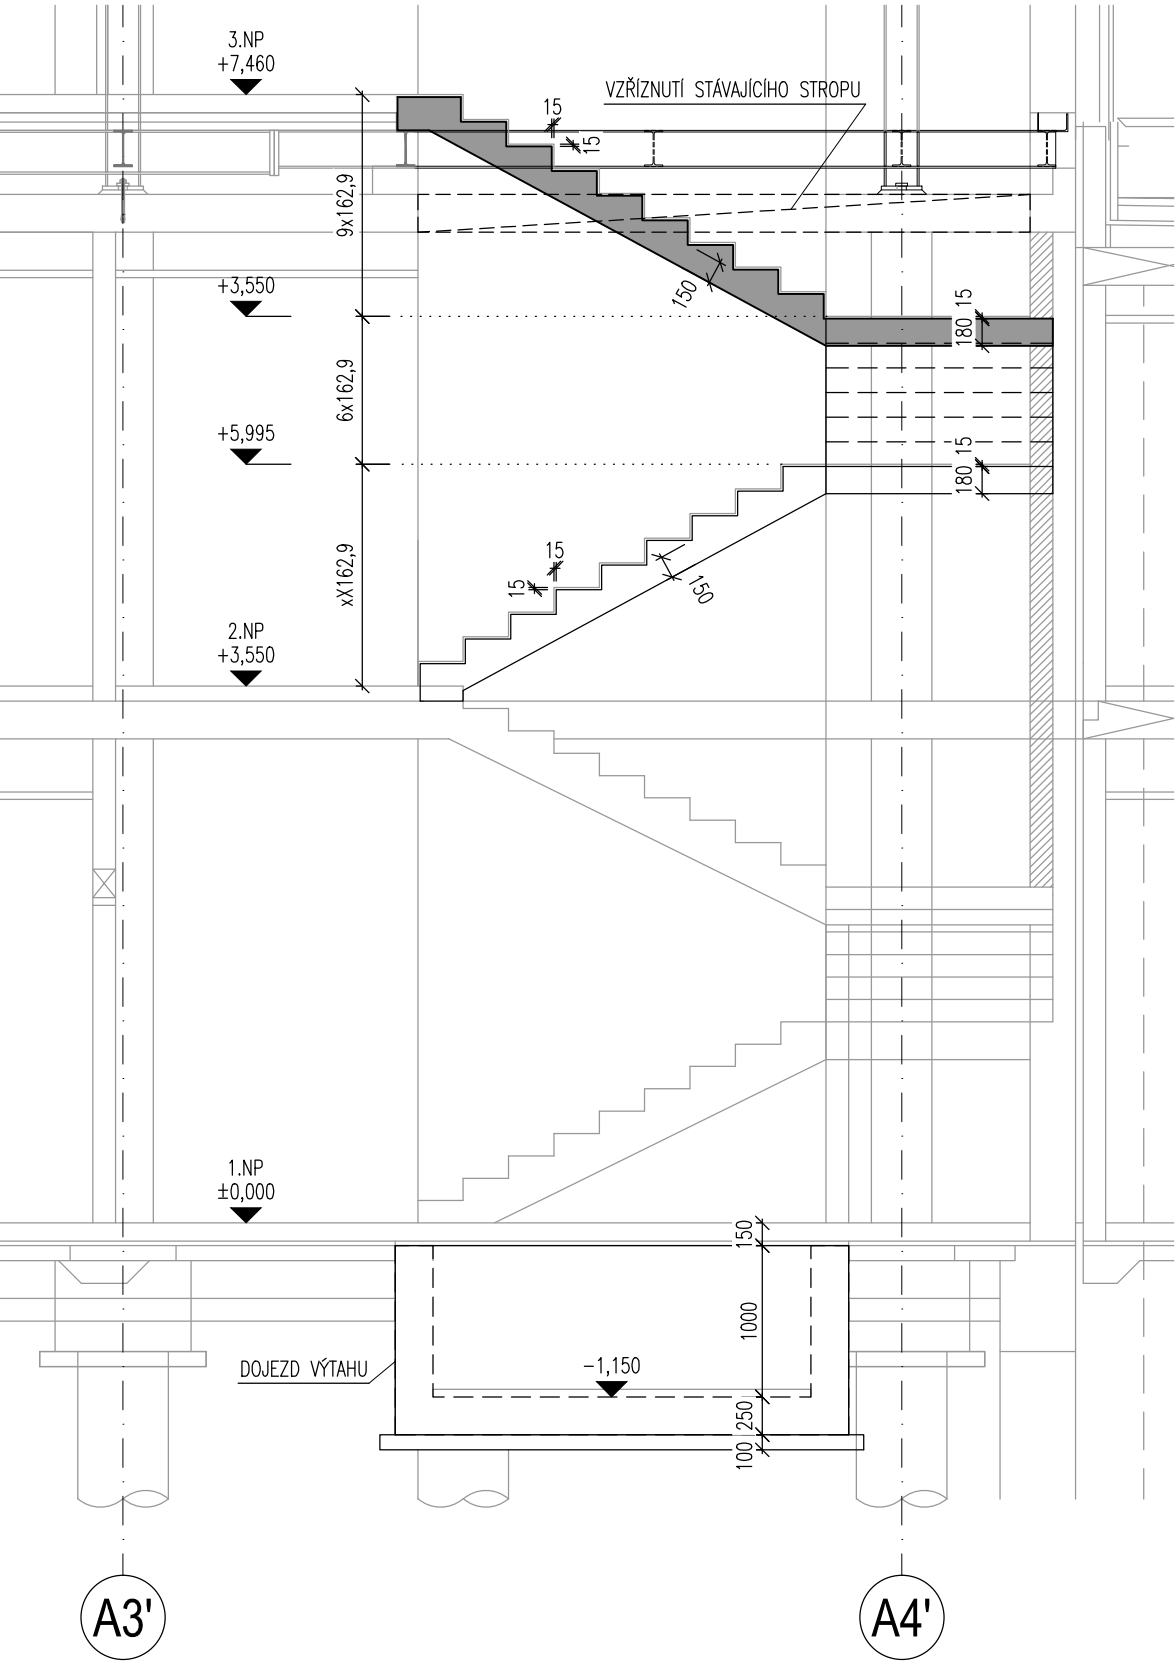 3.NP
+7,460
VZŘÍZNUTÍ STÁVAJÍCÍHO STROPU
15
15
9x162,9
150
+3,550
15
180
6x162,9
+5,995
15
180
xX162,9
15
15
150
2.NP
+3,550
1.NP
±0,000
150
1000
DOJEZD VÝTAHU
-1,150
250
100
A3'
A4'